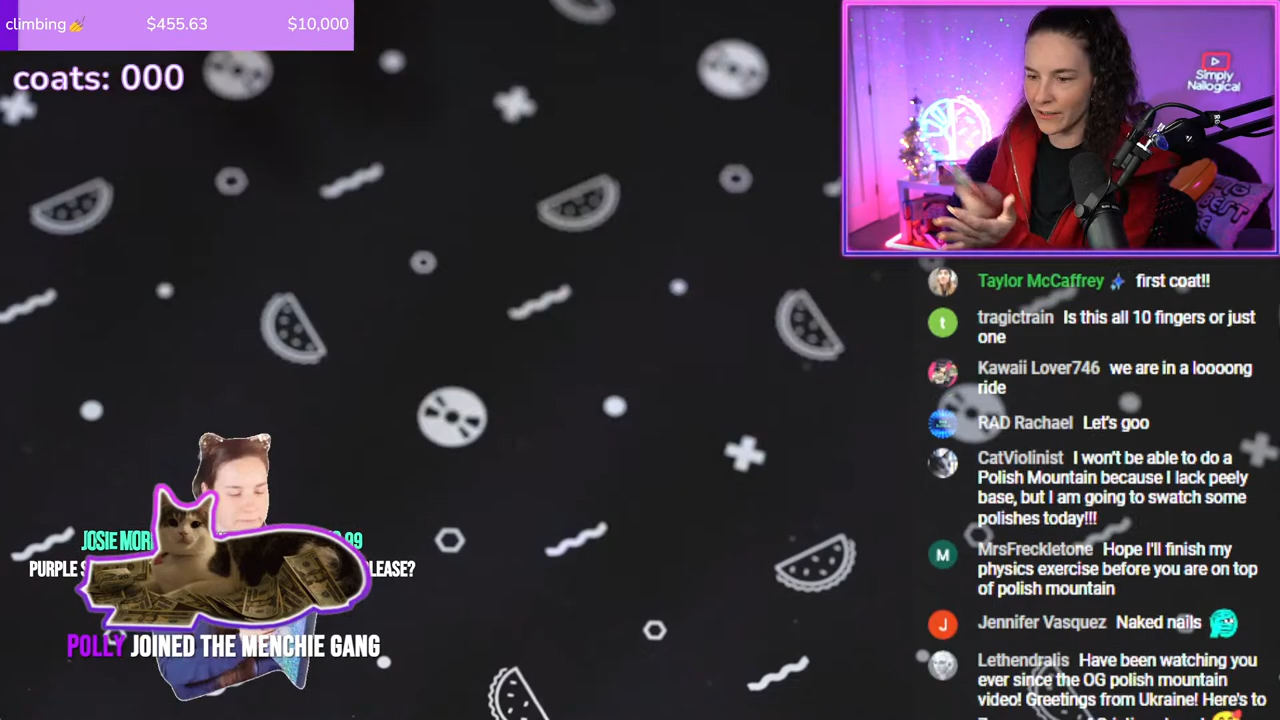 climbing $455.63 $10,000
coats: 000
Simply
Nailogical
Taylor McCaffrey first coat!!
tragictrain Is this all 10 fingers or just
one
Kawaii Lover746 we are in a loooong
ride
RAD Rachael Let's goo
CatViolinist I won't be able to do a
Polish Mountain because I lack peely
base, but I am going to swatch some
polishes today!!!
MrsFreckletone Hope I'll finish my
physics exercise before you are on top
of polish mountain
Jennifer Vasquez Naked nails
Lethendralis Have been watching you
ever since the OG polish mountain
video! Greetings from Ukraine! Here's to
JOSIE
PURPLE
POLLY JOINED THE MENCHIE GANG